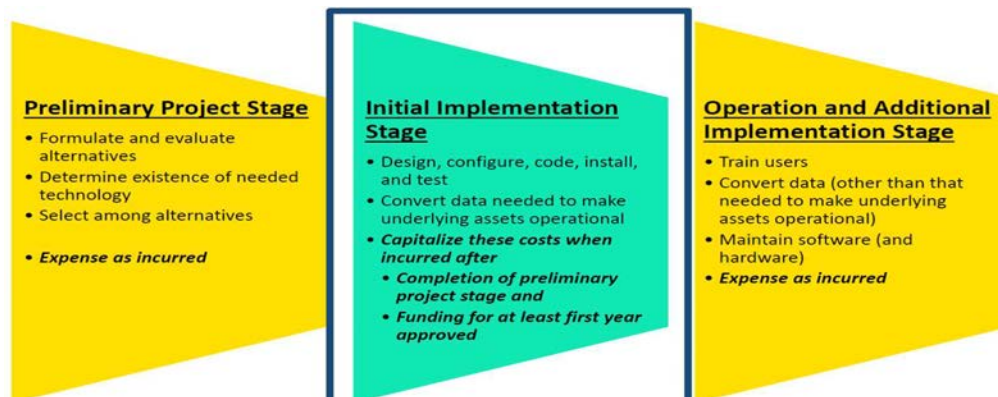 Preliminary Project Stage
• Formulate and evaluate
alternatives
• Determine existence of needed
technology
• Select among alternatives
• Expense as incurred
Initial Implementation
Stage
• Design, configure, code, install,
and test
• Convert data needed to make
underlying assets operational
• Capitalize these costs when
incurred after
• Completion of preliminary
project stage and
• Funding for at least first year
approved
Operation and Additional
Implementation Stage
• Train users
• Convert data (other than that
needed to make underlying
assets operational)
• Maintain software (and
hardware)
• Expense as incurred